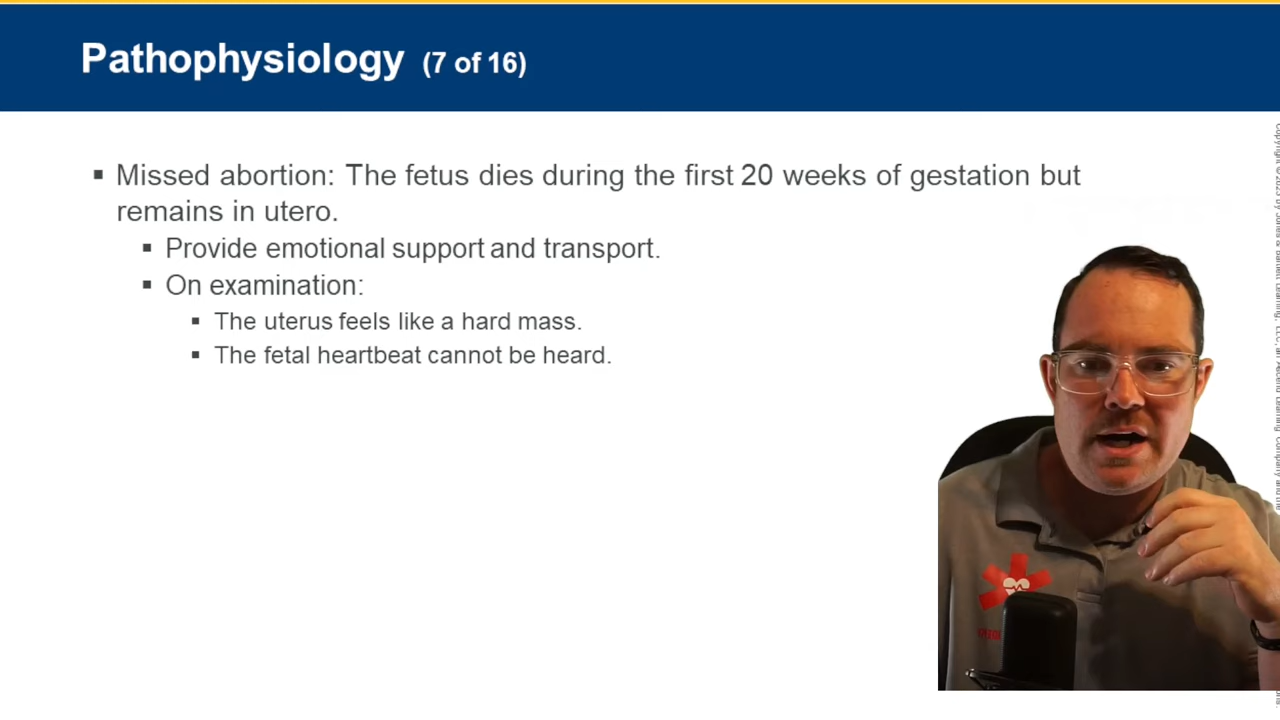 Pathophysiology (7 of 16)
▪ Missed abortion: The fetus dies during the first 20 weeks of gestation but
remains in utero.
▪ Provide emotional support and transport.
▪ On examination:
▪ The uterus feels like a hard mass.
▪ The fetal heartbeat cannot be heard.